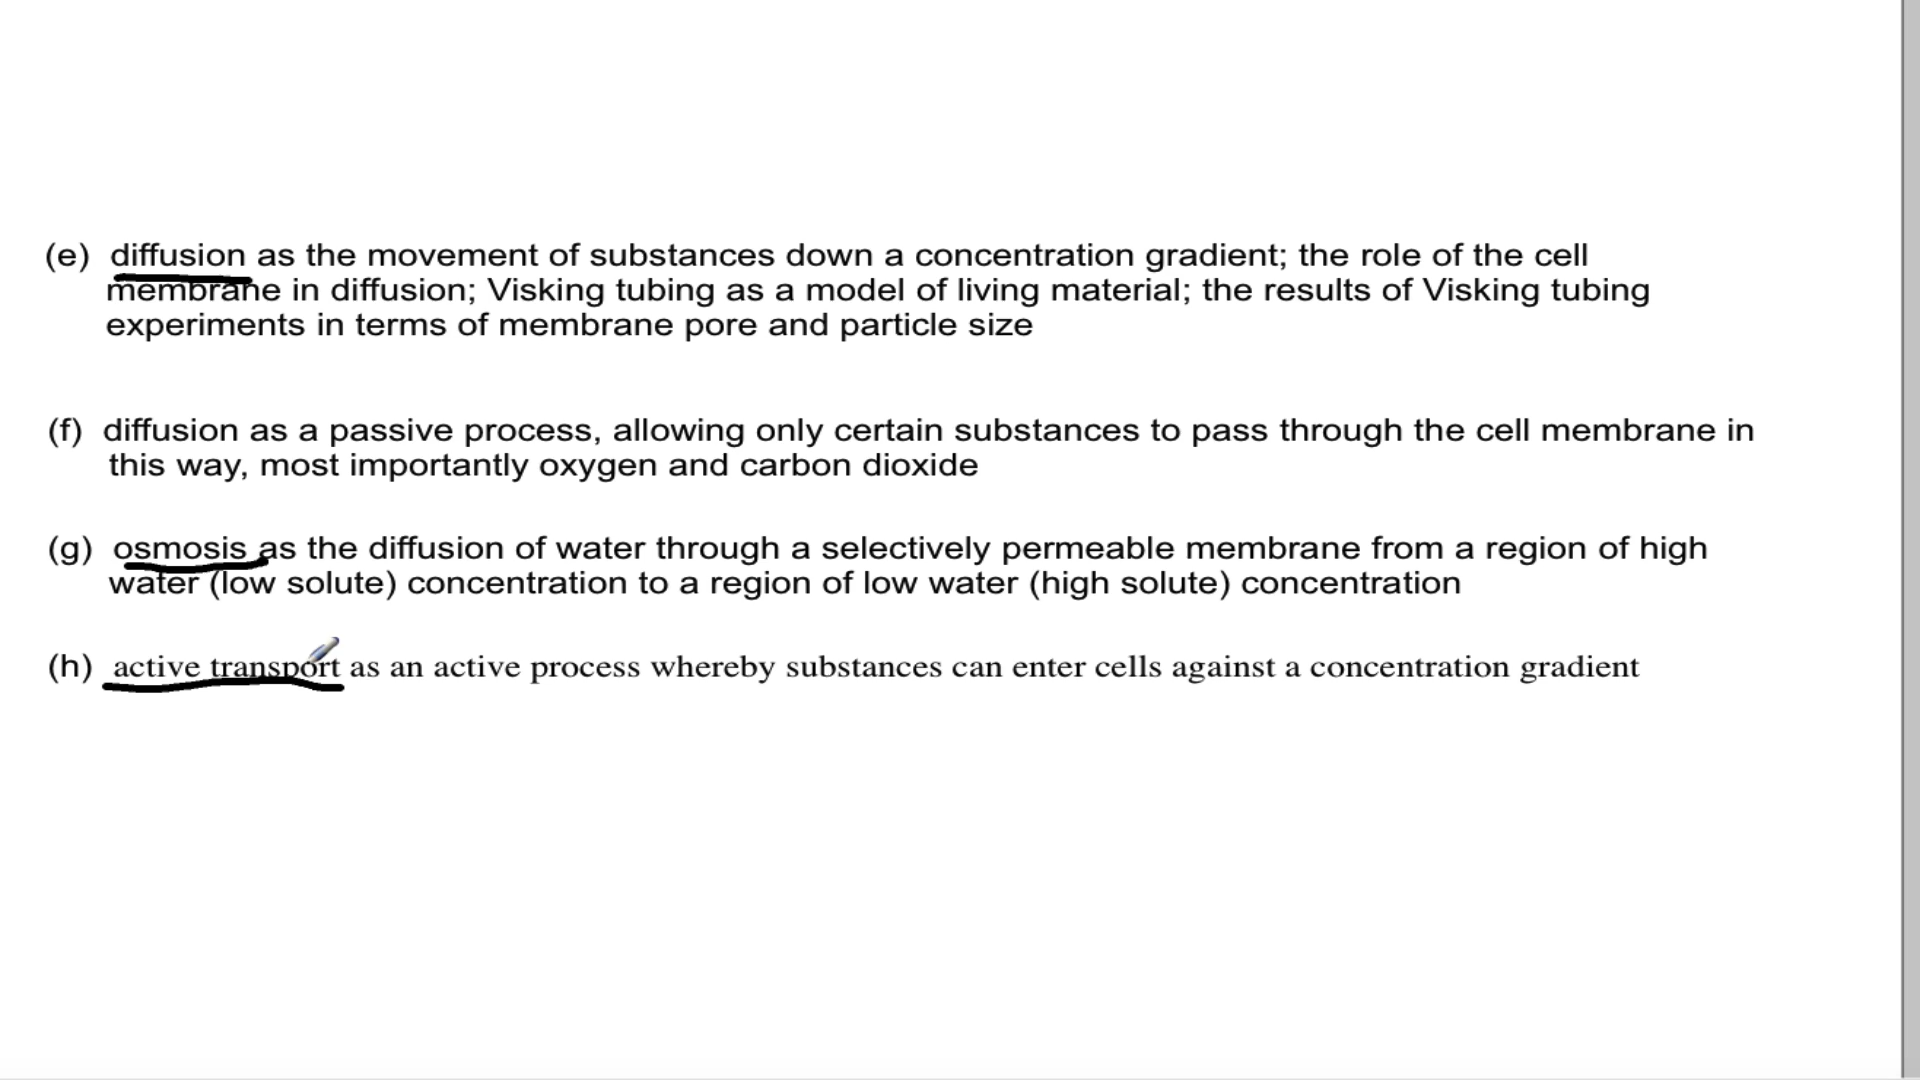 (e) diffusion as the movement of substances down a concentration gradient; the role of the cell
membrane in diffusion; Visking tubing as a model of living material; the results of Visking tubing
experiments in terms of membrane pore and particle size
(f) diffusion as a passive process, allowing only certain substances to pass through the cell membrane in
this way, most importantly oxygen and carbon dioxide
(g) osmosis as the diffusion of water through a selectively permeable membrane from a region of high
water (low solute) concentration to a region of low water (high solute) concentration
(h) active transport as an active process whereby substances can enter cells against a concentration gradient